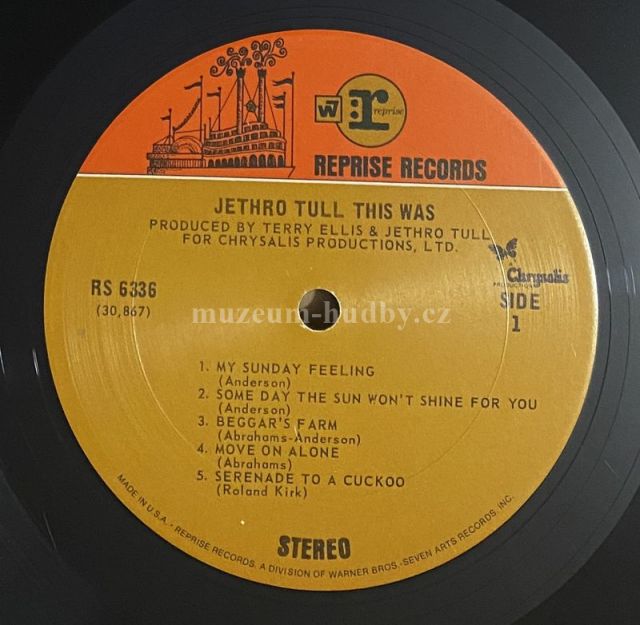 W7 r reprise
REPRISE RECORDS
JETHRO TULL THIS WAS
PRODUCED BY TERRY ELLIS & JETHRO TULL
FOR CHRYSALIS PRODUCTIONS, LTD.
A
Chrysalis
PRODUCTION
RS 6336
(30,867)
SIDE
1
muzeum-hudby.cz
1. MY SUNDAY FEELING
(Anderson)
2. SOME DAY THE SUN WON'T SHINE FOR YOU
(Anderson)
3. BEGGAR'S FARM
(Abrahams-Anderson)
4. MOVE ON ALONE
(Abrahams)
5. SERENADE TO A CUCKOO
(Roland Kirk)
STEREO
MADE IN U.S.A. • REPRISE RECORDS, A DIVISION OF WARNER BROS.-SEVEN ARTS RECORDS, INC.